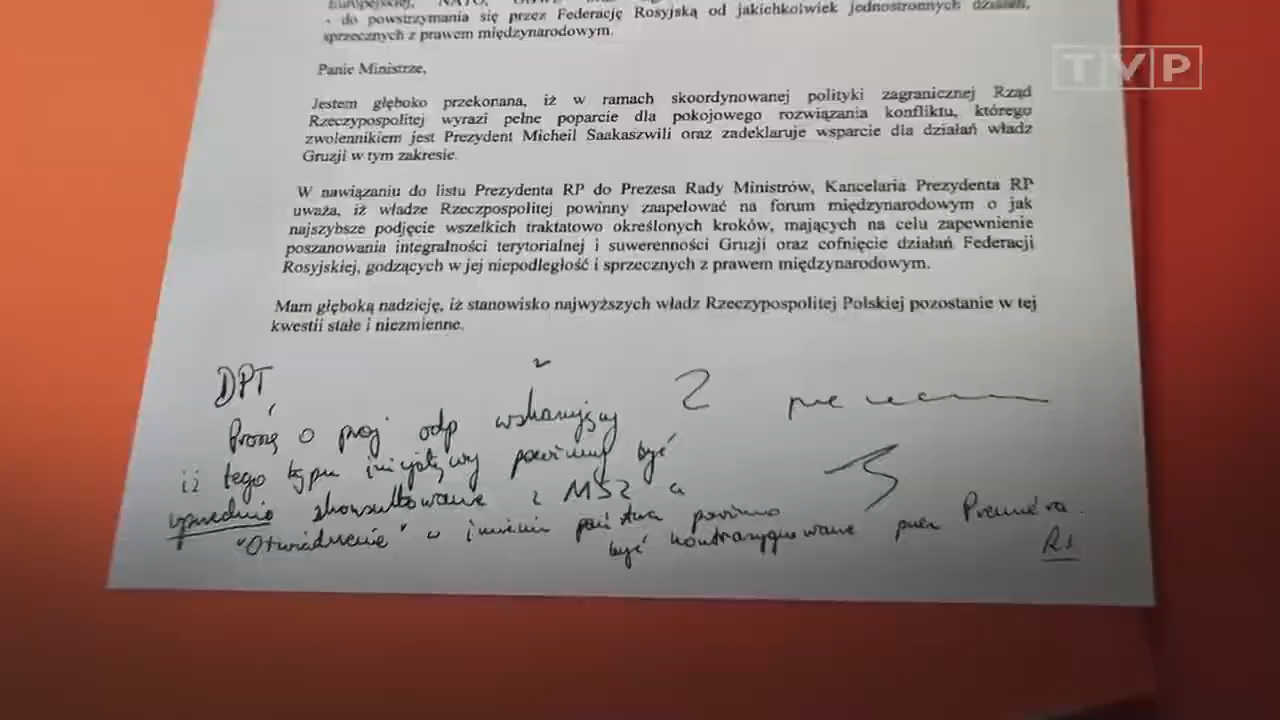 Europejskiej, NATO, OBWE
- do powstrzymania się przez Federację Rosyjską od jakichkolwiek jednostronnych działań,
sprzecznych z prawem międzynarodowym.
TVP
Panie Ministrze,
Jestem głęboko przekonana, iż w ramach skoordynowanej polityki zagranicznej Rząd
Rzeczypospolitej wyrazi pełne poparcie dla pokojowego rozwiązania konfliktu, którego
zwolennikiem jest Prezydent Micheil Saakaszwili oraz zadeklaruje wsparcie dla działań władz
Gruzji w tym zakresie.
W nawiązaniu do listu Prezydenta RP do Prezesa Rady Ministrów, Kancelaria Prezydenta RP
uważa, iż władze Rzeczpospolitej powinny zaapelować na forum międzynarodowym o jak
najszybsze podjęcie wszelkich traktatowo określonych kroków, mających na celu zapewnienie
poszanowania integralności terytorialnej i suwerenności Gruzji oraz cofnięcie działań Federacji
Rosyjskiej, godzących w jej niepodległość i sprzecznych z prawem międzynarodowym.
Mam głęboką nadzieję, iż stanowisko najwyższych władz Rzeczypospolitej Polskiej pozostanie w tej
kwestii stałe i niezmienne.
DPT
Z
Proszę o proj odp wskazujący
iż tego typu inicjatywy powinny być
uprzednio skonsultowane z MSZ a
"Oświadczenie" w imieniu państwa powinno
być kontrasygnowane przez Premiera.
RS